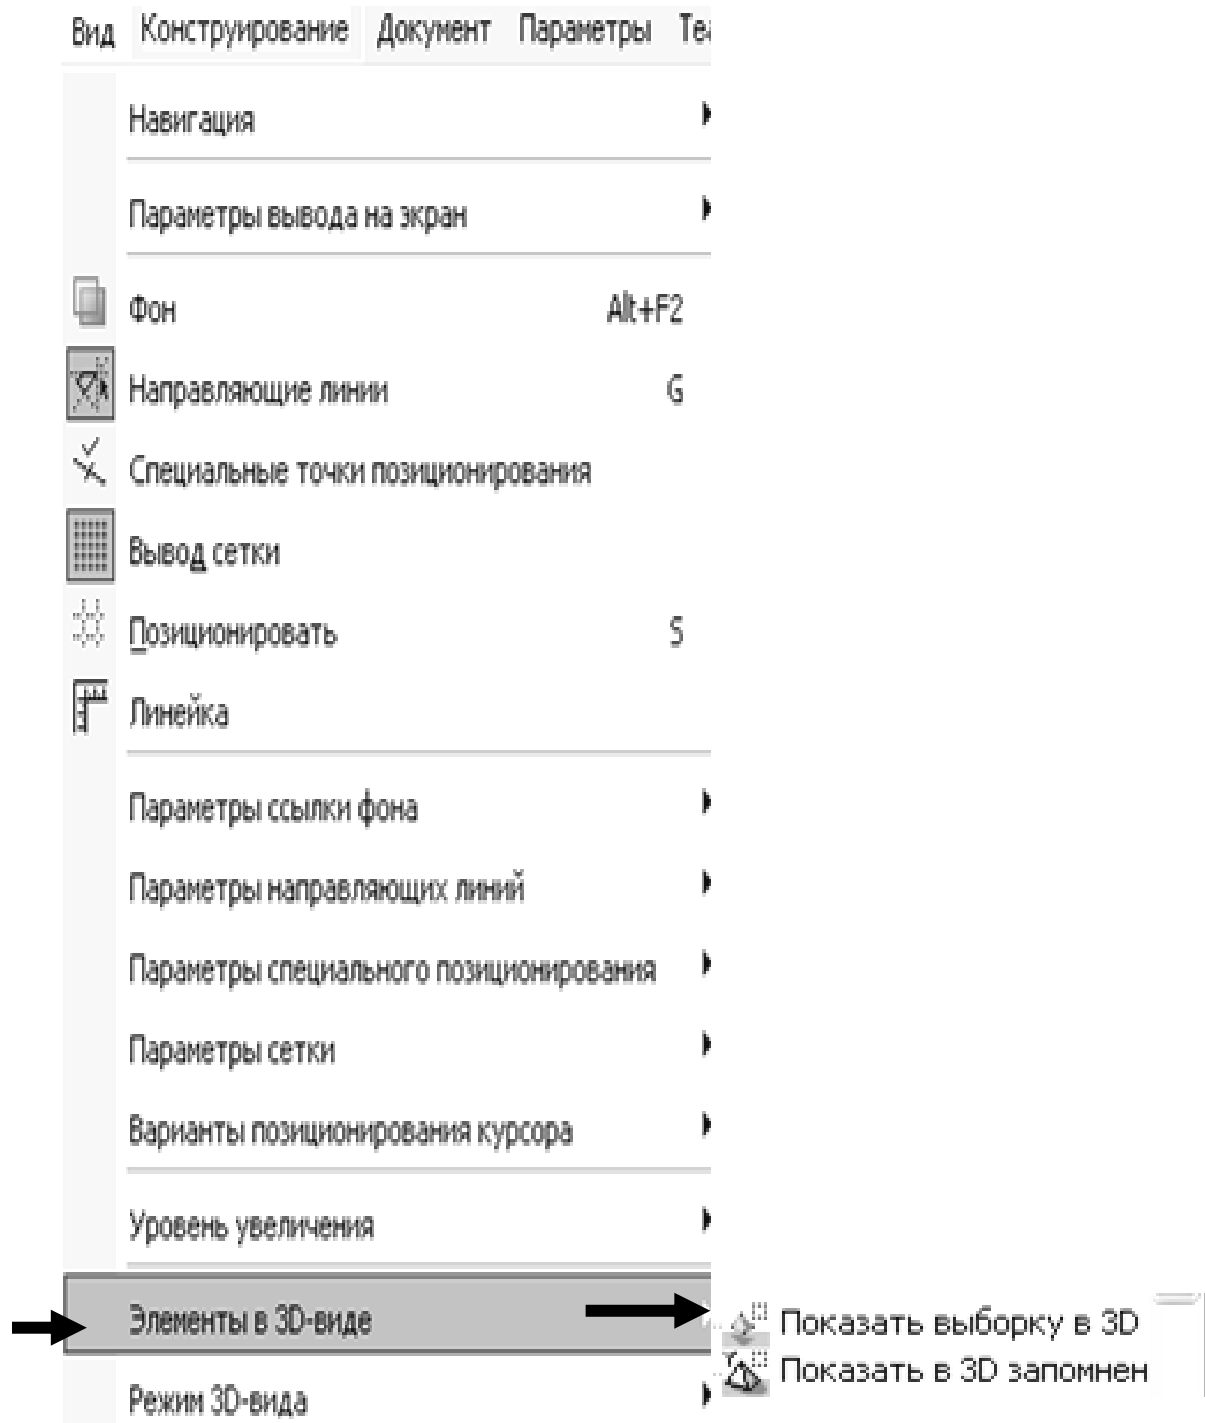 Вид Конструирование Документ Параметры Tea
Навигация
Параметры вывода на экран
Фон Alt+F2
Направляющие линии G
Специальные точки позиционирования
Вывод сетки
Позиционировать S
Линейка
Параметры ссылки фона
Параметры направляющих линий
Параметры специального позиционирования
Параметры сетки
Варианты позиционирования курсора
Уровень увеличения
Элементы в 3D-виде
Показать выборку в 3D
Показать в 3D запомнен
Режим 3D-вида